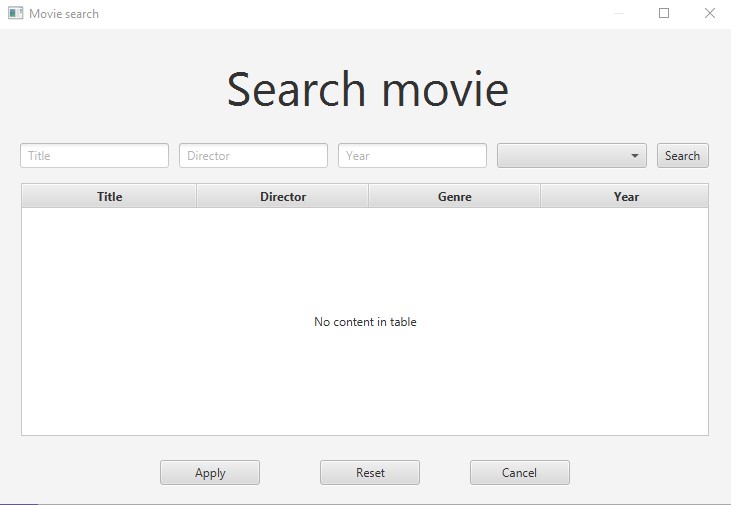 Movie search
Search movie
Title Director Year Search
Title Director Genre Year
No content in table
Apply Reset Cancel